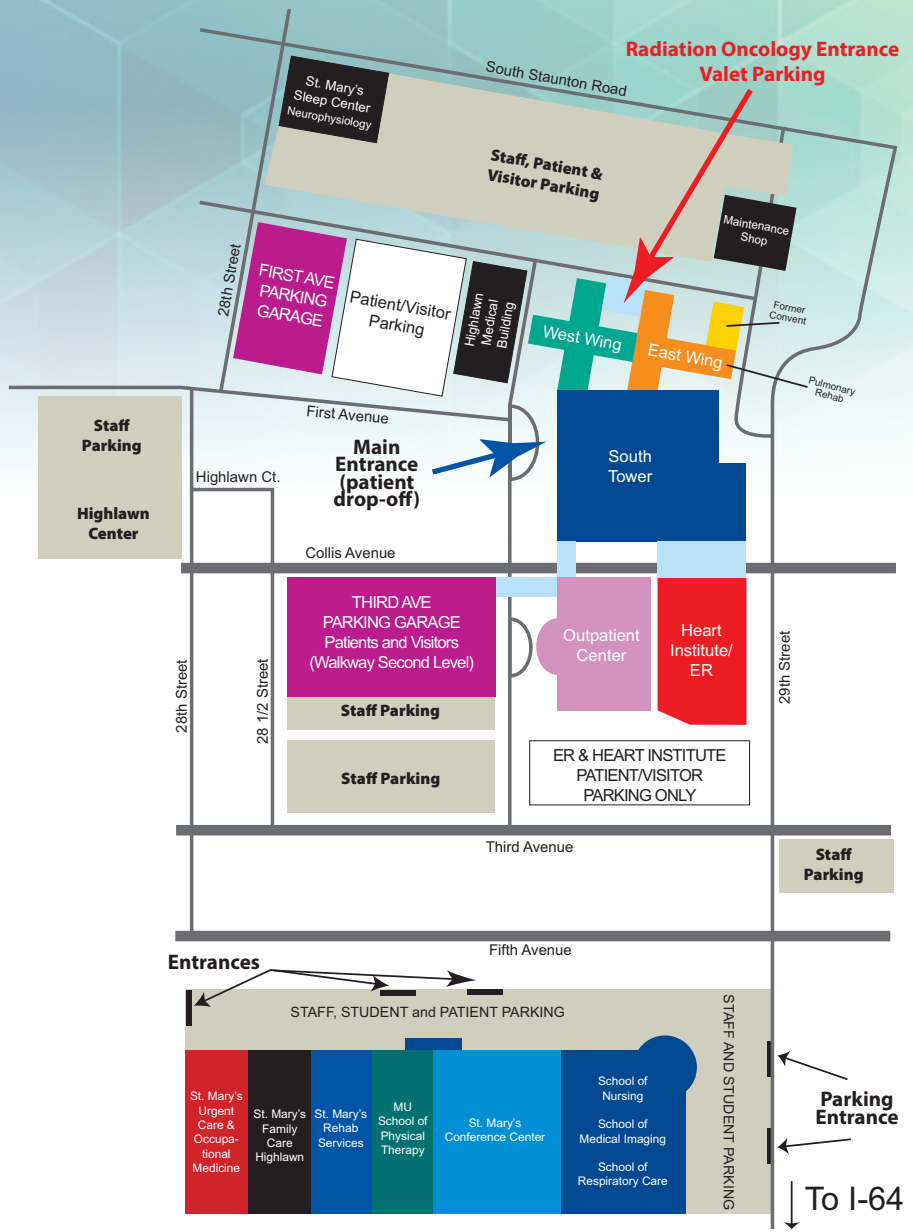 Radiation Oncology Entrance
Valet Parking
South Staunton Road
St. Mary's
Sleep Center
Neurophysiology
Staff, Patient &
Visitor Parking
Maintenance
Shop
28th Street
FIRST AVE
PARKING
GARAGE
Patient/Visitor
Parking
Highlawn
Medical
Building
West Wing
East Wing
Former
Convent
Pulmonary
Rehab
First Avenue
Staff
Parking
Highlawn
Center
Highlawn Ct.
Main
Entrance
(patient
drop-off)
South
Tower
Collis Avenue
THIRD AVE
PARKING GARAGE
Patients and Visitors
(Walkway Second Level)
Outpatient
Center
Heart
Institute/
ER
28th Street
28 1/2 Street
29th Street
Staff Parking
Staff Parking
ER & HEART INSTITUTE
PATIENT/VISITOR
PARKING ONLY
Third Avenue
Staff
Parking
Fifth Avenue
Entrances
STAFF, STUDENT and PATIENT PARKING
STAFF AND STUDENT PARKING
St. Mary's
Urgent
Care &
Occupa-
tional
Medicine
St. Mary's
Family
Care
Highlawn
St. Mary's
Rehab
Services
MU
School of
Physical
Therapy
St. Mary's
Conference Center
School of
Nursing
School of
Medical Imaging
School of
Respiratory Care
Parking
Entrance
To I-64